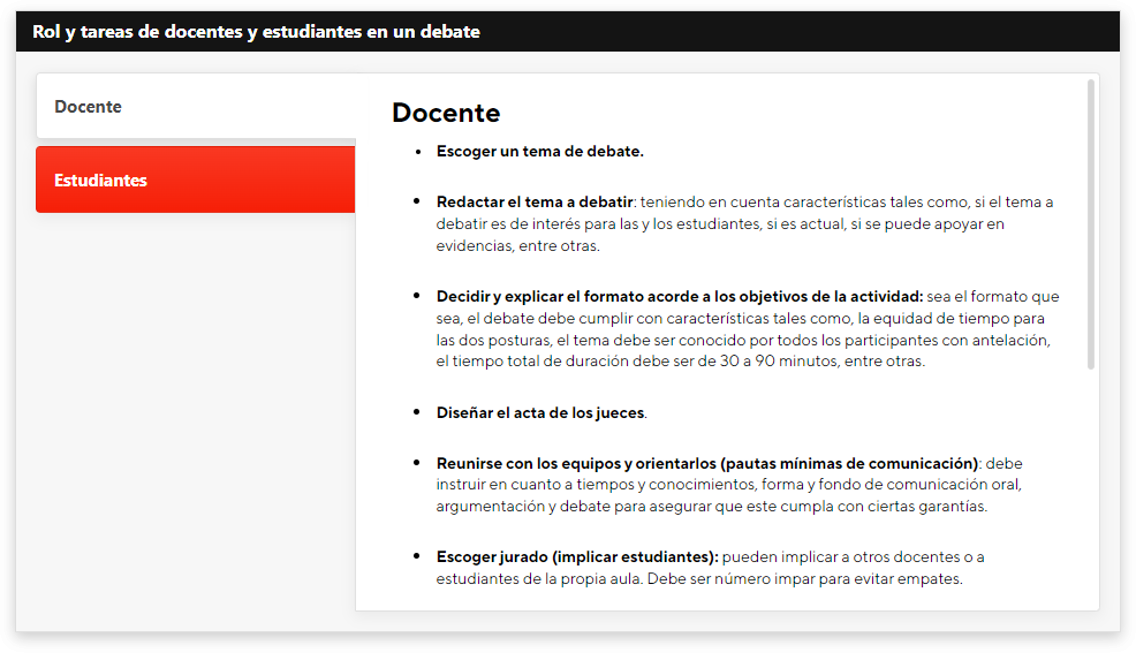 Rol y tareas de docentes y estudiantes en un debate
Docente
Estudiantes
Docente
• Escoger un tema de debate.
• Redactar el tema a debatir: teniendo en cuenta características tales como, si el tema a
debatir es de interés para las y los estudiantes, si es actual, si se puede apoyar en
evidencias, entre otras.
• Decidir y explicar el formato acorde a los objetivos de la actividad: sea el formato que
sea, el debate debe cumplir con características tales como, la equidad de tiempo para
las dos posturas, el tema debe ser conocido por todos los participantes con antelación,
el tiempo total de duración debe ser de 30 a 90 minutos, entre otras.
• Diseñar el acta de los jueces.
• Reunirse con los equipos y orientarlos (pautas mínimas de comunicación): debe
instruir en cuanto a tiempos y conocimientos, forma y fondo de comunicación oral,
argumentación y debate para asegurar que este cumpla con ciertas garantías.
• Escoger jurado (implicar estudiantes): pueden implicar a otros docentes o a
estudiantes de la propia aula. Debe ser número impar para evitar empates.